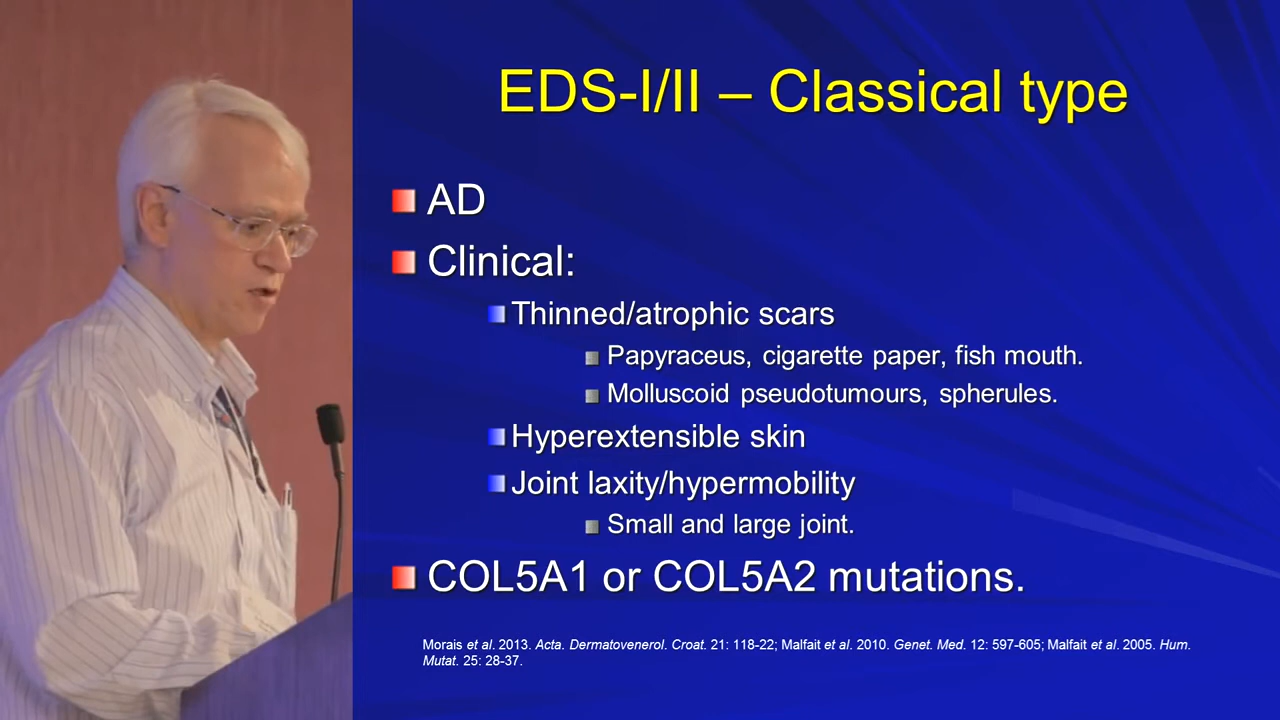 EDS-I/II – Classical type
AD
Clinical:
Thinned/atrophic scars
Papyraceus, cigarette paper, fish mouth.
Molluscoid pseudotumours, spherules.
Hyperextensible skin
Joint laxity/hypermobility
Small and large joint.
COL5A1 or COL5A2 mutations.
Morais et al. 2013. Acta. Dermatovenerol. Croat. 21: 118-22; Malfait et al. 2010. Genet. Med. 12: 597-605; Malfait et al. 2005. Hum.
Mutat. 25: 28-37.